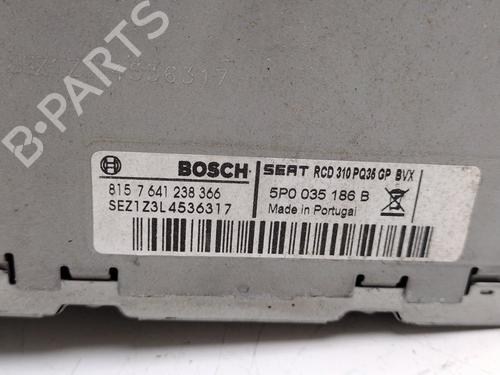 B-PARTS
4536317
BOSCH
SEAT RCD 310 PQ35 GP BVX
815 7 641 238 366
5P0 035 186 B
SEZ1Z3L4536317
Made in Portugal